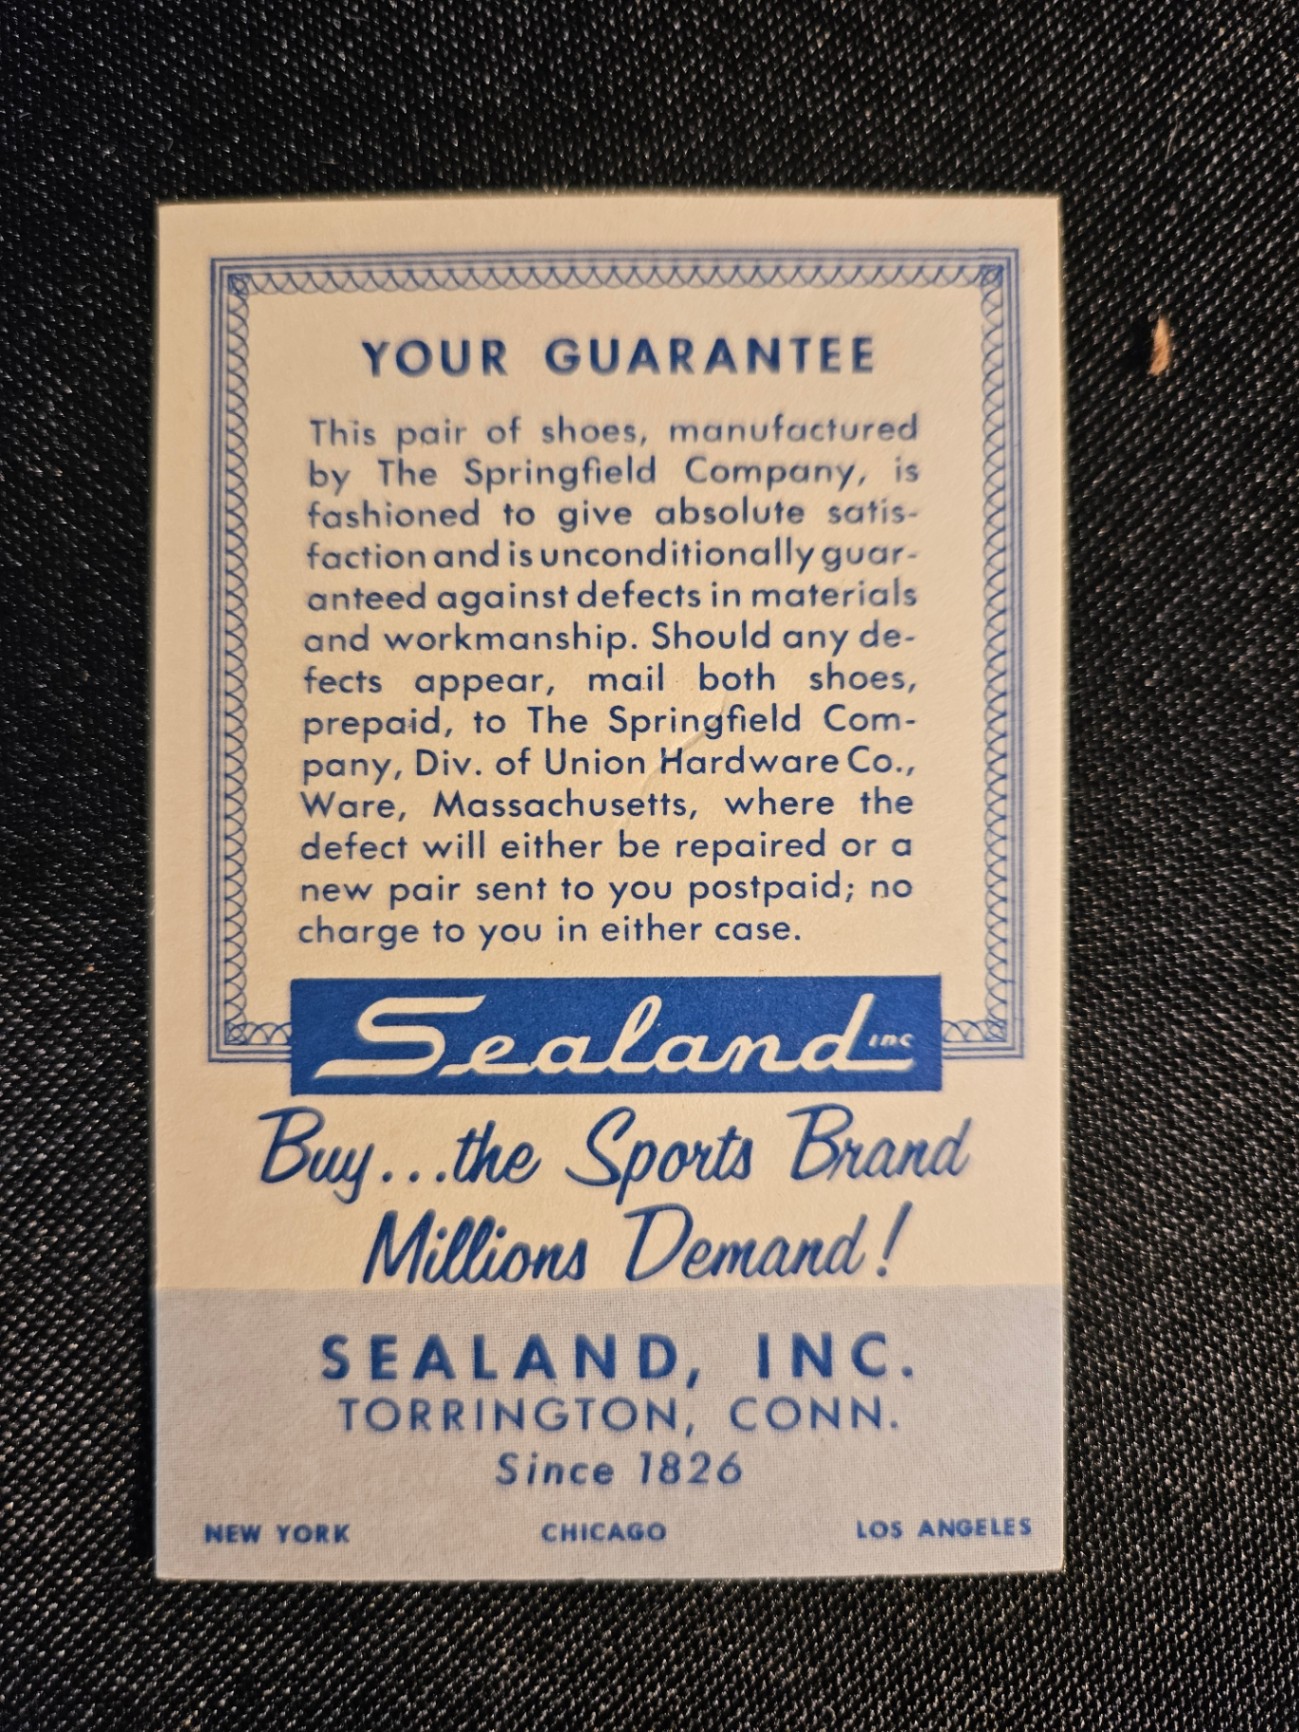 YOUR GUARANTEE
This pair of shoes, manufactured
by The Springfield Company, is
fashioned to give absolute satis-
faction and is unconditionally guar-
anteed against defects in materials
and workmanship. Should any de-
fects appear, mail both shoes,
prepaid, to The Springfield Com-
pany, Div. of Union Hardware Co.,
Ware, Massachusetts, where the
defect will either be repaired or a
new pair sent to you postpaid; no
charge to you in either case.
Sealand inc
Buy...the Sports Brand
Millions Demand!
SEALAND, INC.
TORRINGTON, CONN.
Since 1826
NEW YORK CHICAGO LOS ANGELES